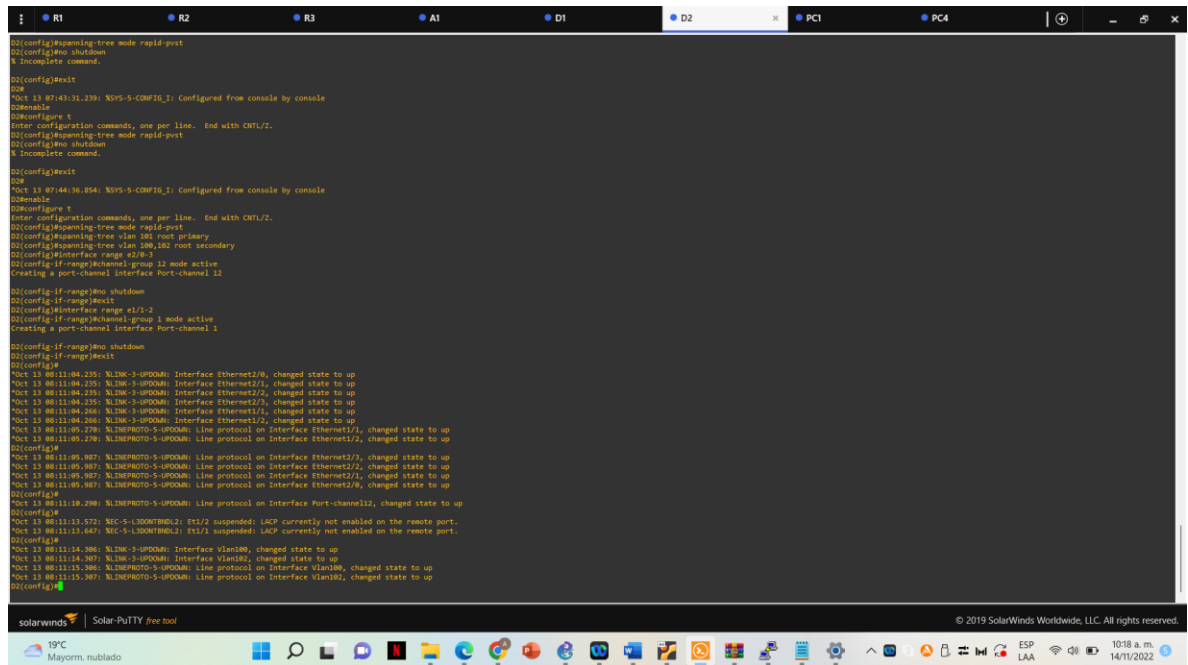 R1 R2 R3 A1 D1 D2 × PC1 PC4
D2(config)#spanning-tree mode rapid-pvst
D2(config)#no shutdown
% Incomplete command.
D2(config)#exit
D2#
*Oct 13 07:43:31.239: %SYS-5-CONFIG_I: Configured from console by console
D2#enable
D2#configure t
Enter configuration commands, one per line. End with CNTL/Z.
D2(config)#spanning-tree mode rapid-pvst
D2(config)#no shutdown
% Incomplete command.
D2(config)#exit
D2#
*Oct 13 07:44:36.854: %SYS-5-CONFIG_I: Configured from console by console
D2#enable
D2#configure t
Enter configuration commands, one per line. End with CNTL/Z.
D2(config)#spanning-tree mode rapid-pvst
D2(config)#spanning-tree vlan 101 root primary
D2(config)#spanning-tree vlan 100,102 root secondary
D2(config)#interface range e2/0-3
D2(config-if-range)#channel-group 12 mode active
Creating a port-channel interface Port-channel 12
D2(config-if-range)#no shutdown
D2(config-if-range)#exit
D2(config)#interface range e1/1-2
D2(config-if-range)#channel-group 1 mode active
Creating a port-channel interface Port-channel 1
D2(config-if-range)#no shutdown
D2(config-if-range)#exit
D2(config)#
*Oct 13 08:11:04.235: %LINK-3-UPDOWN: Interface Ethernet2/0, changed state to up
*Oct 13 08:11:04.235: %LINK-3-UPDOWN: Interface Ethernet2/1, changed state to up
*Oct 13 08:11:04.235: %LINK-3-UPDOWN: Interface Ethernet2/2, changed state to up
*Oct 13 08:11:04.235: %LINK-3-UPDOWN: Interface Ethernet2/3, changed state to up
*Oct 13 08:11:04.266: %LINK-3-UPDOWN: Interface Ethernet1/1, changed state to up
*Oct 13 08:11:04.266: %LINK-3-UPDOWN: Interface Ethernet1/2, changed state to up
*Oct 13 08:11:05.270: %LINEPROTO-5-UPDOWN: Line protocol on Interface Ethernet1/1, changed state to up
*Oct 13 08:11:05.270: %LINEPROTO-5-UPDOWN: Line protocol on Interface Ethernet1/2, changed state to up
D2(config)#
*Oct 13 08:11:05.987: %LINEPROTO-5-UPDOWN: Line protocol on Interface Ethernet2/3, changed state to up
*Oct 13 08:11:05.987: %LINEPROTO-5-UPDOWN: Line protocol on Interface Ethernet2/2, changed state to up
*Oct 13 08:11:05.987: %LINEPROTO-5-UPDOWN: Line protocol on Interface Ethernet2/1, changed state to up
*Oct 13 08:11:05.987: %LINEPROTO-5-UPDOWN: Line protocol on Interface Ethernet2/0, changed state to up
D2(config)#
*Oct 13 08:11:10.290: %LINEPROTO-5-UPDOWN: Line protocol on Interface Port-channel12, changed state to up
D2(config)#
*Oct 13 08:11:13.572: %EC-5-L3DONTBNDL2: Et1/2 suspended: LACP currently not enabled on the remote port.
*Oct 13 08:11:13.647: %EC-5-L3DONTBNDL2: Et1/1 suspended: LACP currently not enabled on the remote port.
D2(config)#
*Oct 13 08:11:14.306: %LINK-3-UPDOWN: Interface Vlan100, changed state to up
*Oct 13 08:11:14.307: %LINK-3-UPDOWN: Interface Vlan102, changed state to up
*Oct 13 08:11:15.306: %LINEPROTO-5-UPDOWN: Line protocol on Interface Vlan100, changed state to up
*Oct 13 08:11:15.307: %LINEPROTO-5-UPDOWN: Line protocol on Interface Vlan102, changed state to up
D2(config)#
solarwinds | Solar-PuTTY free tool © 2019 SolarWinds Worldwide, LLC. All rights reserved.
19°C
Mayorm. nublado
ESP
LAA
10:18 a. m.
14/11/2022
5